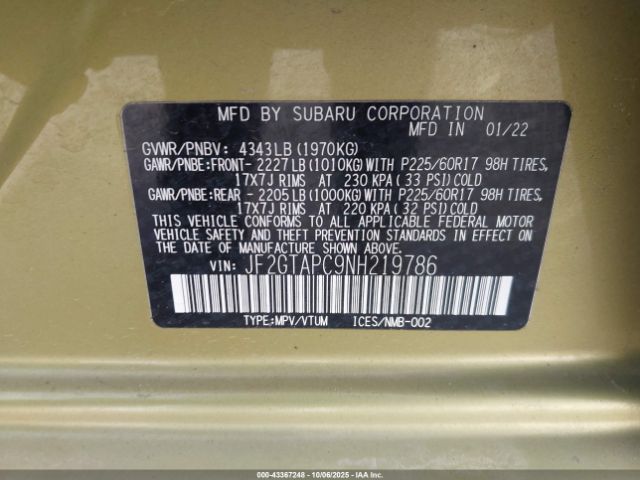 MFD BY SUBARU CORPORATION
MFD IN 01/22
GVWR/PNBV: 4343LB(1970KG)
GAWR/PNBE:FRONT-2227LB(1010KG)WITH P225/60R17 98H TIRES,
17X7J RIMS AT 230 KPA(33 PSI)COLD
GAWR/PNBE:REAR -2205LB(1000KG)WITH P225/60R17 98H TIRES,
17X7J RIMS AT 220 KPA(32 PSI)COLD
THIS VEHICLE CONFORMS TO ALL APPLICABLE FEDERAL MOTOR
VEHICLE SAFETY AND THEFT PREVENTION STANDARDS IN EFFECT ON
THE DATE OF MANUFACTURE SHOWN ABOVE.
VIN: JF2GTAPC9NH219786
TYPE:MPV/VTUM ICES/NMB-002
000-43367248 - 10/06/2025 - IAA Inc.